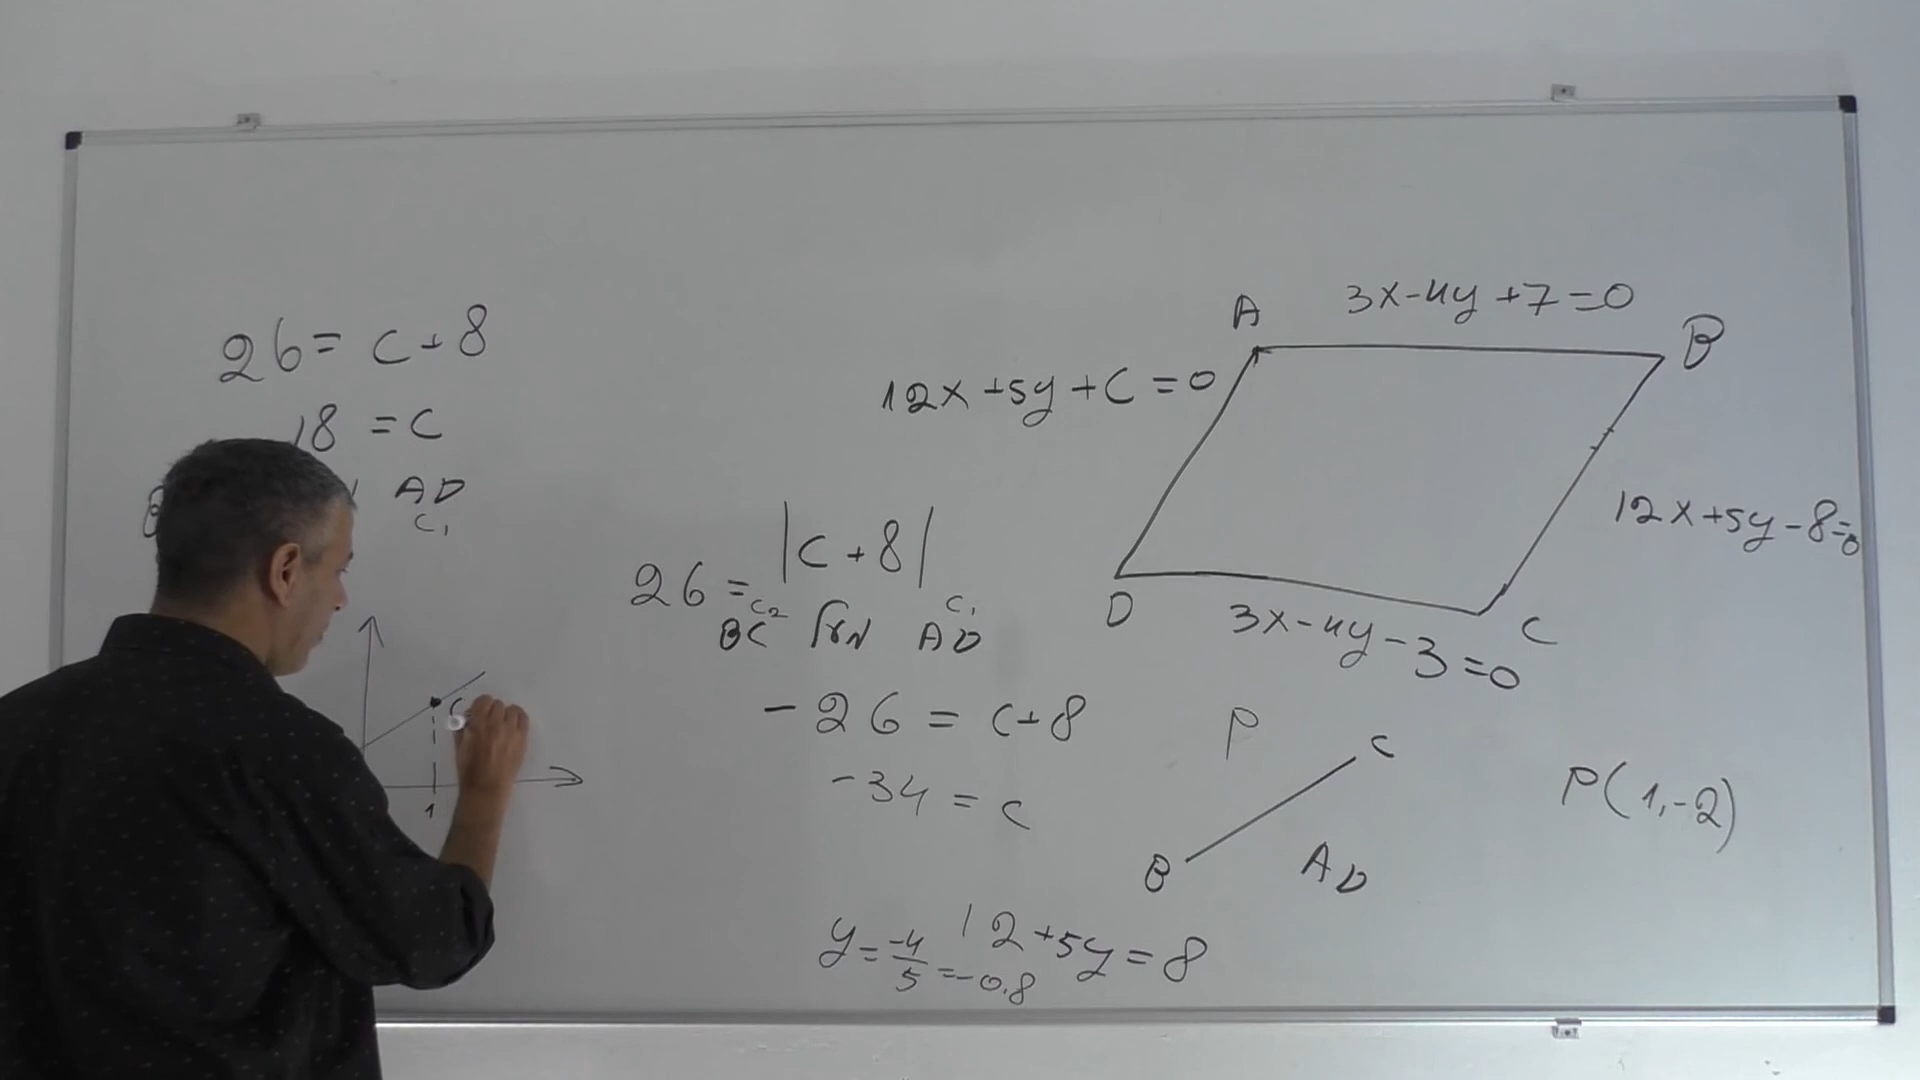 26 = C + 8
18 = C
AD
C₁
1
26 = |C + 8|
C₂ C₁
BC AD
-26 = C + 8
-34 = C
A 3x-4y+7=0 B
12x+5y+C=0
12x+5y-8=0
D 3x-4y-3=0 C
P
C
P(1,-2)
B AD
12+5y=8
y=-4/5=-0.8